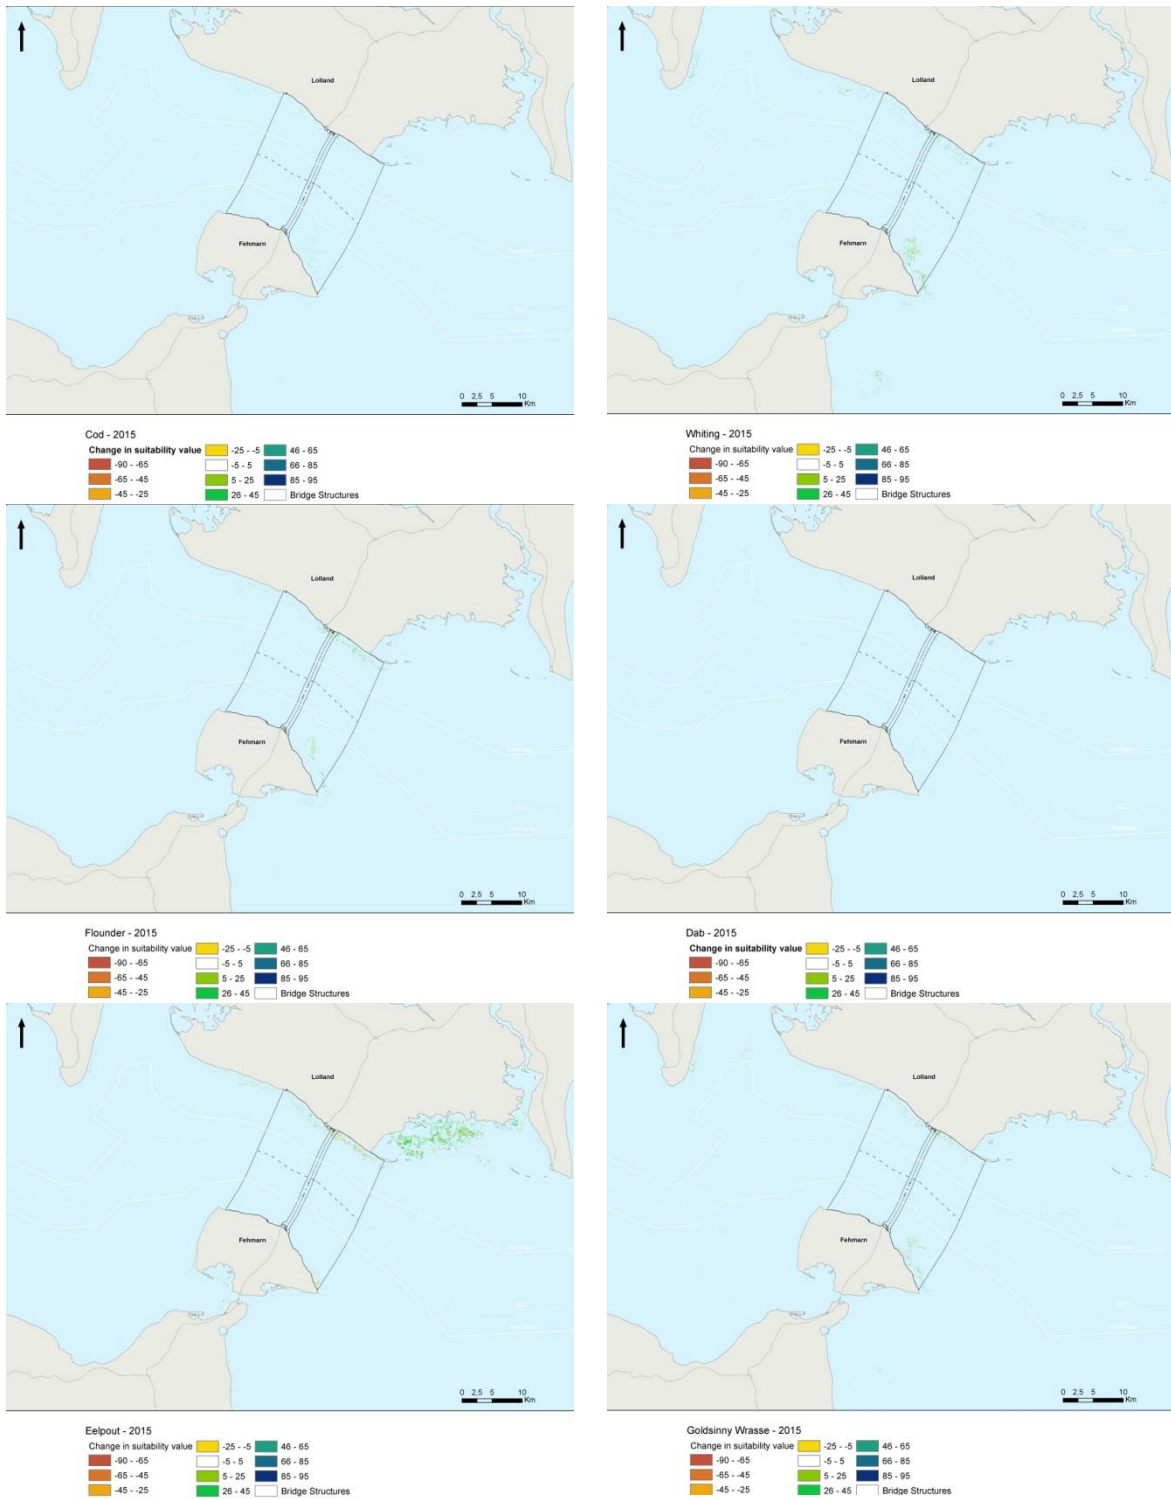 Lolland
Fehmarn
0 2,5 5 10
Km
Cod - 2015
Change in suitability value
-90 - -65
-65 - -45
-45 - -25
-25 - -5
-5 - 5
5 - 25
26 - 45
46 - 65
66 - 85
85 - 95
Bridge Structures
Lolland
Fehmarn
0 2,5 5 10
Km
Whiting - 2015
Change in suitability value
-90 - -65
-65 - -45
-45 - -25
-25 - -5
-5 - 5
5 - 25
26 - 45
46 - 65
66 - 85
85 - 95
Bridge Structures
Lolland
Fehmarn
0 2,5 5 10
Km
Flounder - 2015
Change in suitability value
-90 - -65
-65 - -45
-45 - -25
-25 - -5
-5 - 5
5 - 25
26 - 45
46 - 65
66 - 85
85 - 95
Bridge Structures
Lolland
Fehmarn
0 2,5 5 10
Km
Dab - 2015
Change in suitability value
-90 - -65
-65 - -45
-45 - -25
-25 - -5
-5 - 5
5 - 25
26 - 45
46 - 65
66 - 85
85 - 95
Bridge Structures
Lolland
Fehmarn
0 2,5 5 10
Km
Eelpout - 2015
Change in suitability value
-90 - -65
-65 - -45
-45 - -25
-25 - -5
-5 - 5
5 - 25
26 - 45
46 - 65
66 - 85
85 - 95
Bridge Structures
Lolland
Fehmarn
0 2,5 5 10
Km
Goldsinny Wrasse - 2015
Change in suitability value
-90 - -65
-65 - -45
-45 - -25
-25 - -5
-5 - 5
5 - 25
26 - 45
46 - 65
66 - 85
85 - 95
Bridge Structures